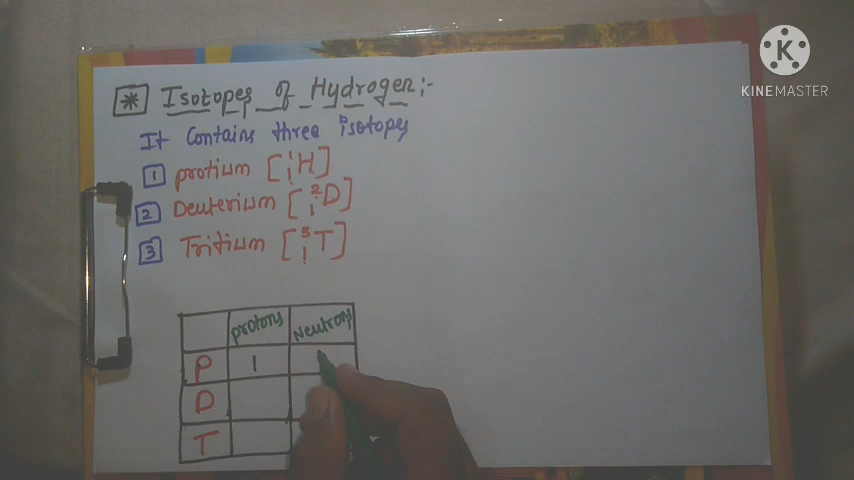 * Isotopes of Hydrogen:-
It contains three isotopes
1 protium [¹₁H]
2 Deuterium [²₁D]
3 Tritium [³₁T]
protons Neutrons
P 1
D
T
K
KINEMASTER